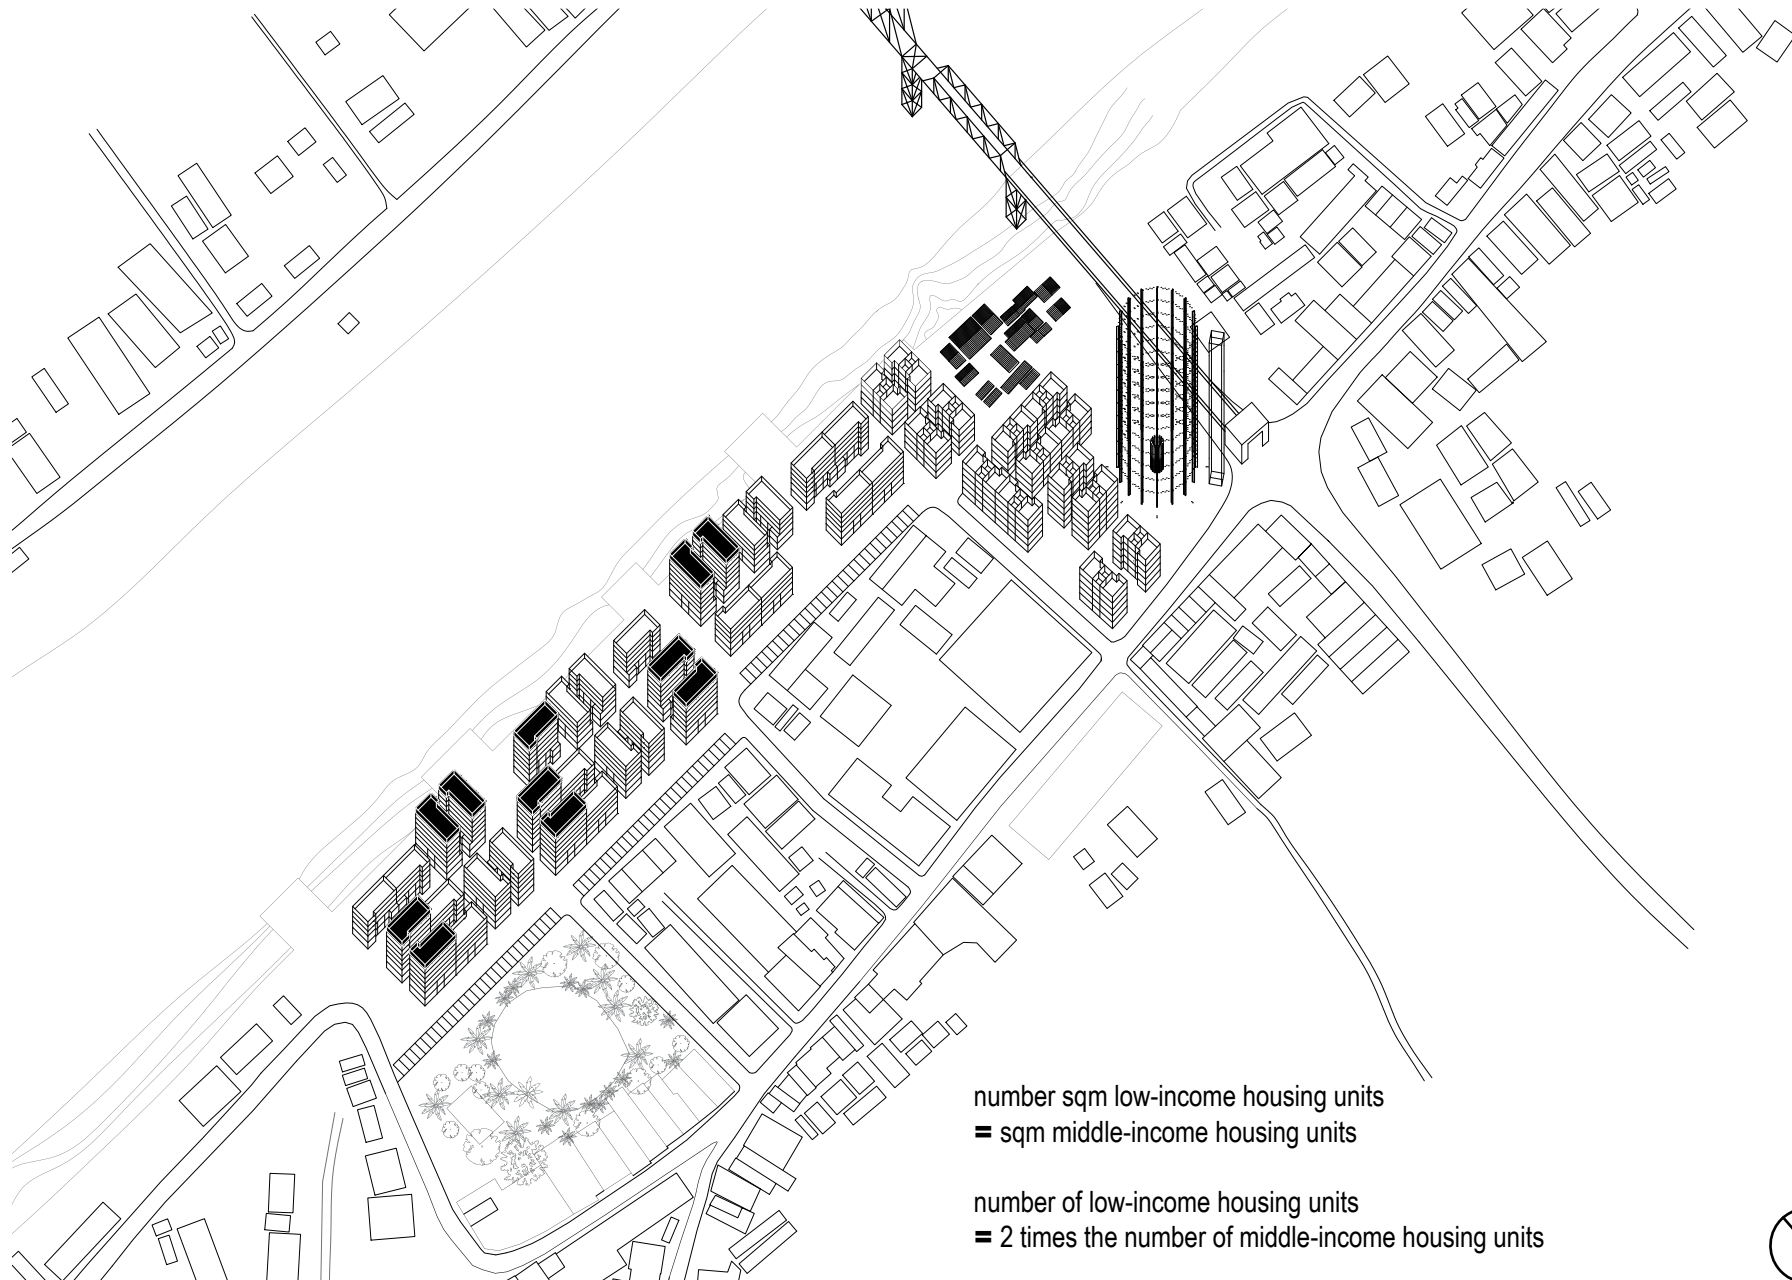 number sqm low-income housing units
= sqm middle-income housing units
number of low-income housing units
= 2 times the number of middle-income housing units